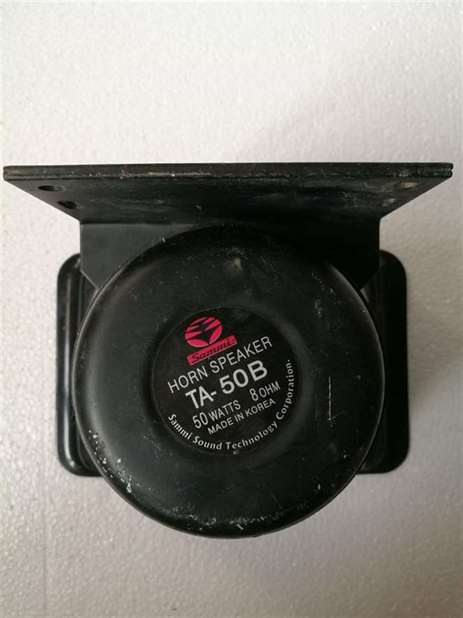 Sammi
HORN SPEAKER
TA-50B
50 WATTS 8 OHM
MADE IN KOREA
Sammi Sound Technology Corporation.